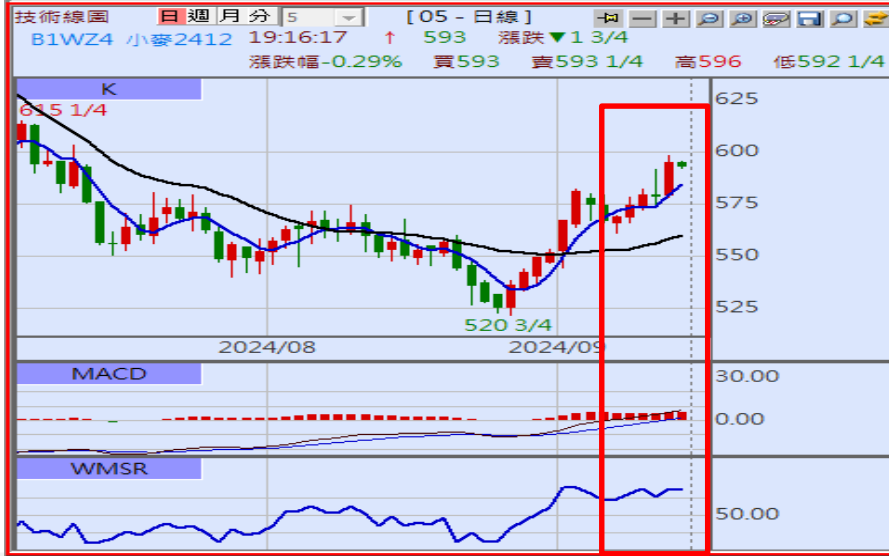 技術線圖 日 週 月 分 5 [ 05 - 日線 ]
B1WZ4 小麥2412 19:16:17 ↑ 593 漲跌▼1 3/4
漲跌幅-0.29% 買593 賣593 1/4 高596 低592 1/4
K
615 1/4
625
600
575
550
525
520 3/4
2024/08 2024/09
MACD
30.00
0.00
WMSR
50.00